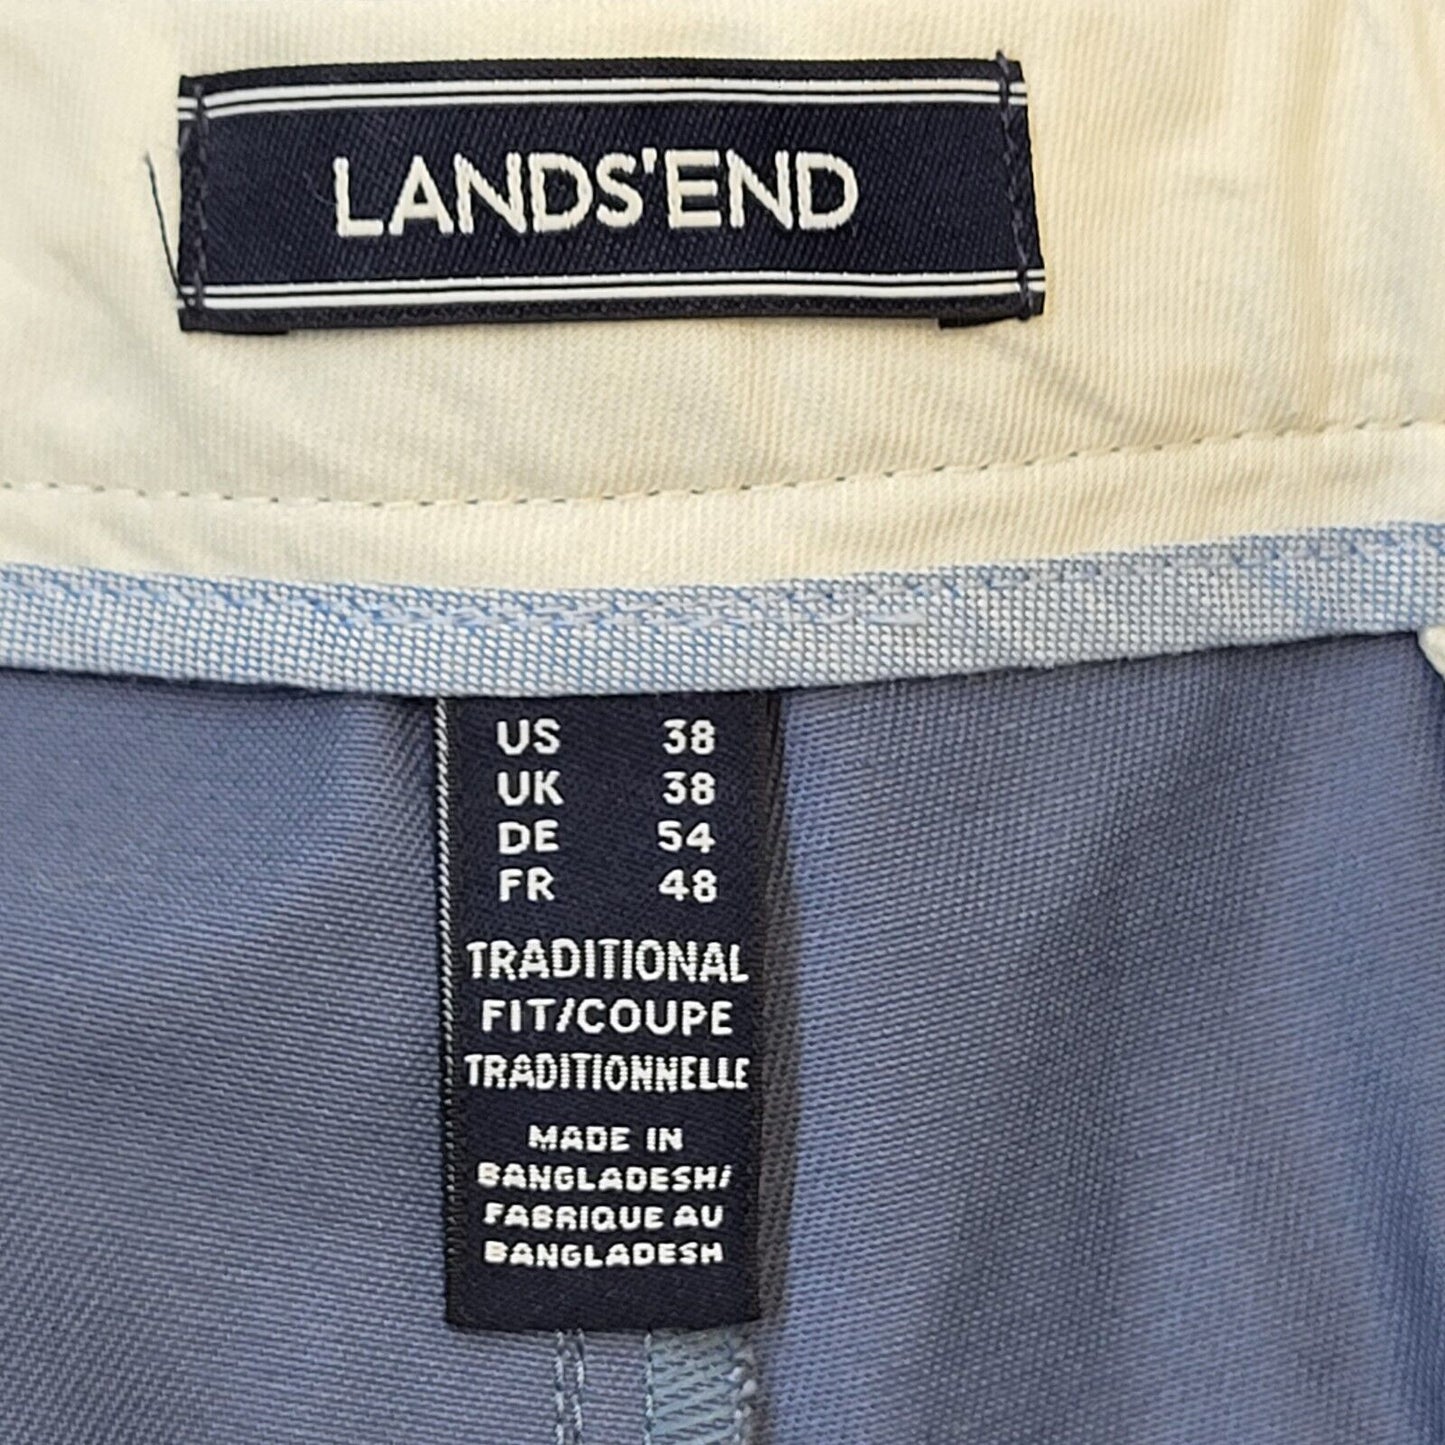 LANDS'END
US 38
UK 38
DE 54
FR 48
TRADITIONAL
FIT/COUPE
TRADITIONNELLE
MADE IN
BANGLADESH/
FABRIQUE AU
BANGLADESH